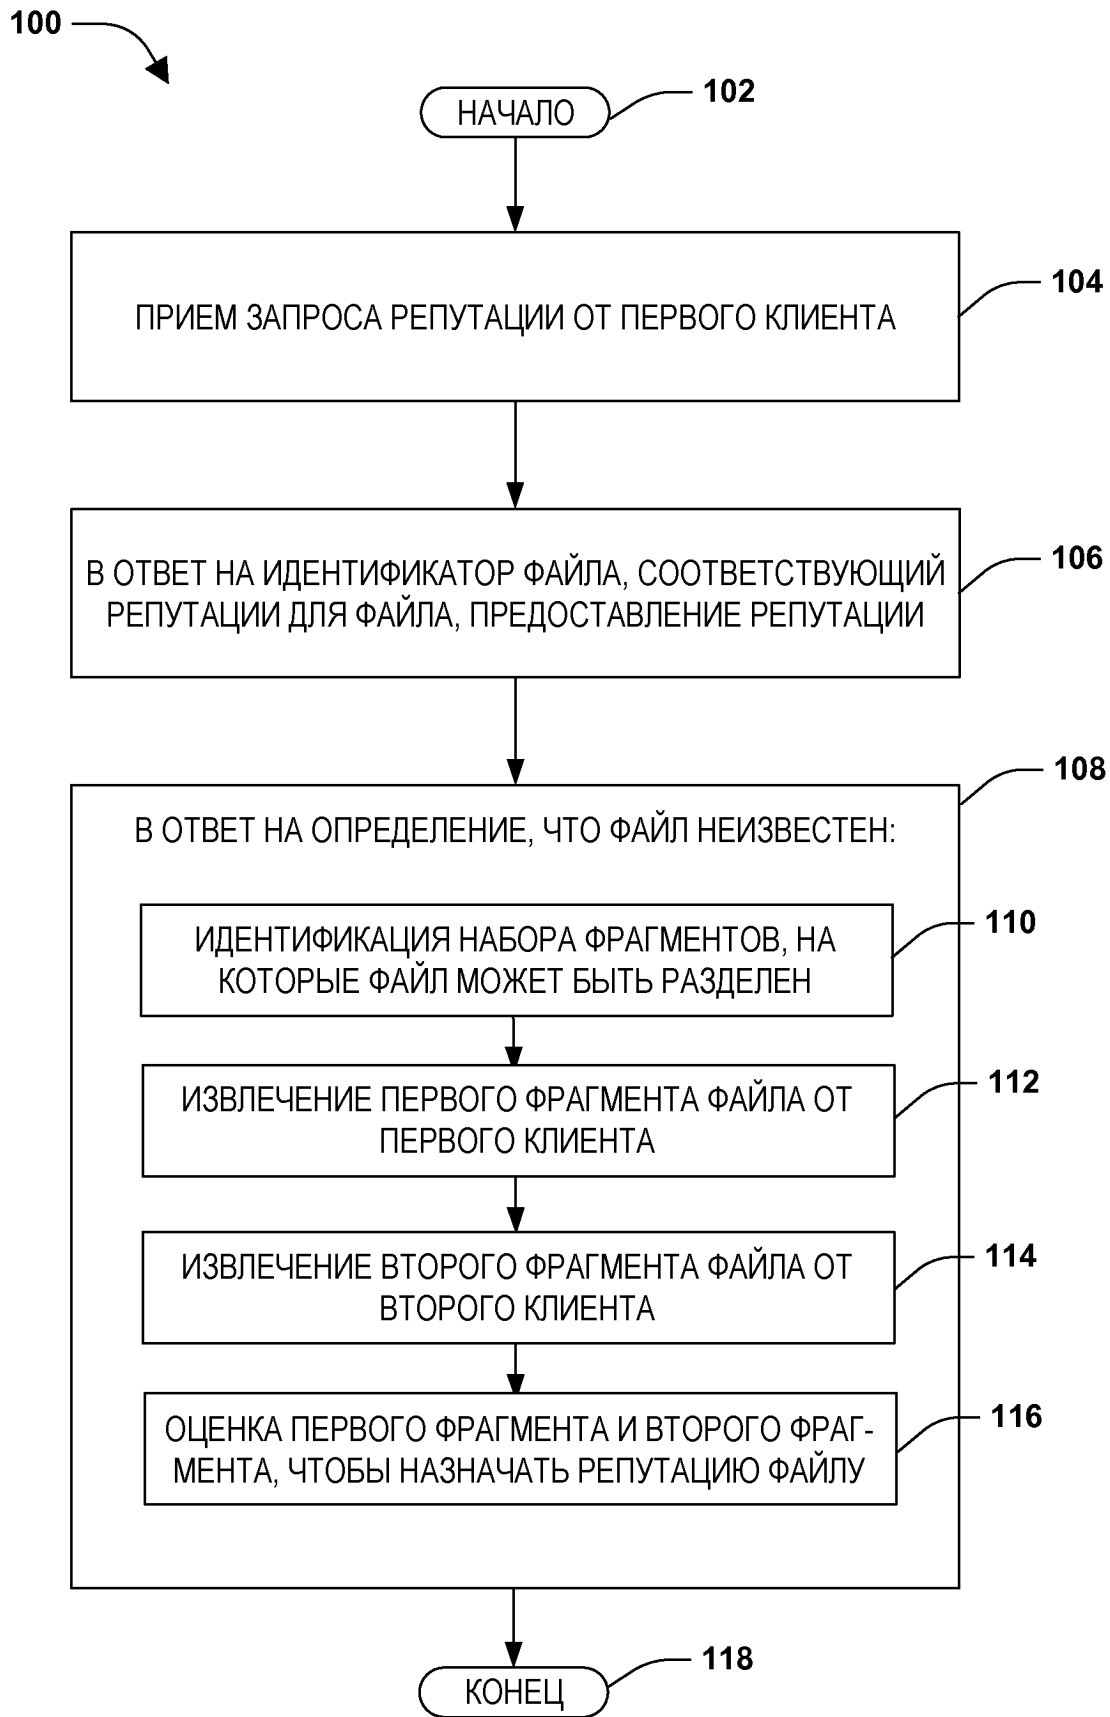 100
НАЧАЛО
102
ПРИЕМ ЗАПРОСА РЕПУТАЦИИ ОТ ПЕРВОГО КЛИЕНТА
104
В ОТВЕТ НА ИДЕНТИФИКАТОР ФАЙЛА, СООТВЕТСТВУЮЩИЙ
РЕПУТАЦИИ ДЛЯ ФАЙЛА, ПРЕДОСТАВЛЕНИЕ РЕПУТАЦИИ
106
108
В ОТВЕТ НА ОПРЕДЕЛЕНИЕ, ЧТО ФАЙЛ НЕИЗВЕСТЕН:
ИДЕНТИФИКАЦИЯ НАБОРА ФРАГМЕНТОВ, НА
КОТОРЫЕ ФАЙЛ МОЖЕТ БЫТЬ РАЗДЕЛЕН
110
ИЗВЛЕЧЕНИЕ ПЕРВОГО ФРАГМЕНТА ФАЙЛА ОТ
ПЕРВОГО КЛИЕНТА
112
ИЗВЛЕЧЕНИЕ ВТОРОГО ФРАГМЕНТА ФАЙЛА ОТ
ВТОРОГО КЛИЕНТА
114
ОЦЕНКА ПЕРВОГО ФРАГМЕНТА И ВТОРОГО ФРАГ-
МЕНТА, ЧТОБЫ НАЗНАЧАТЬ РЕПУТАЦИЮ ФАЙЛУ
116
КОНЕЦ
118